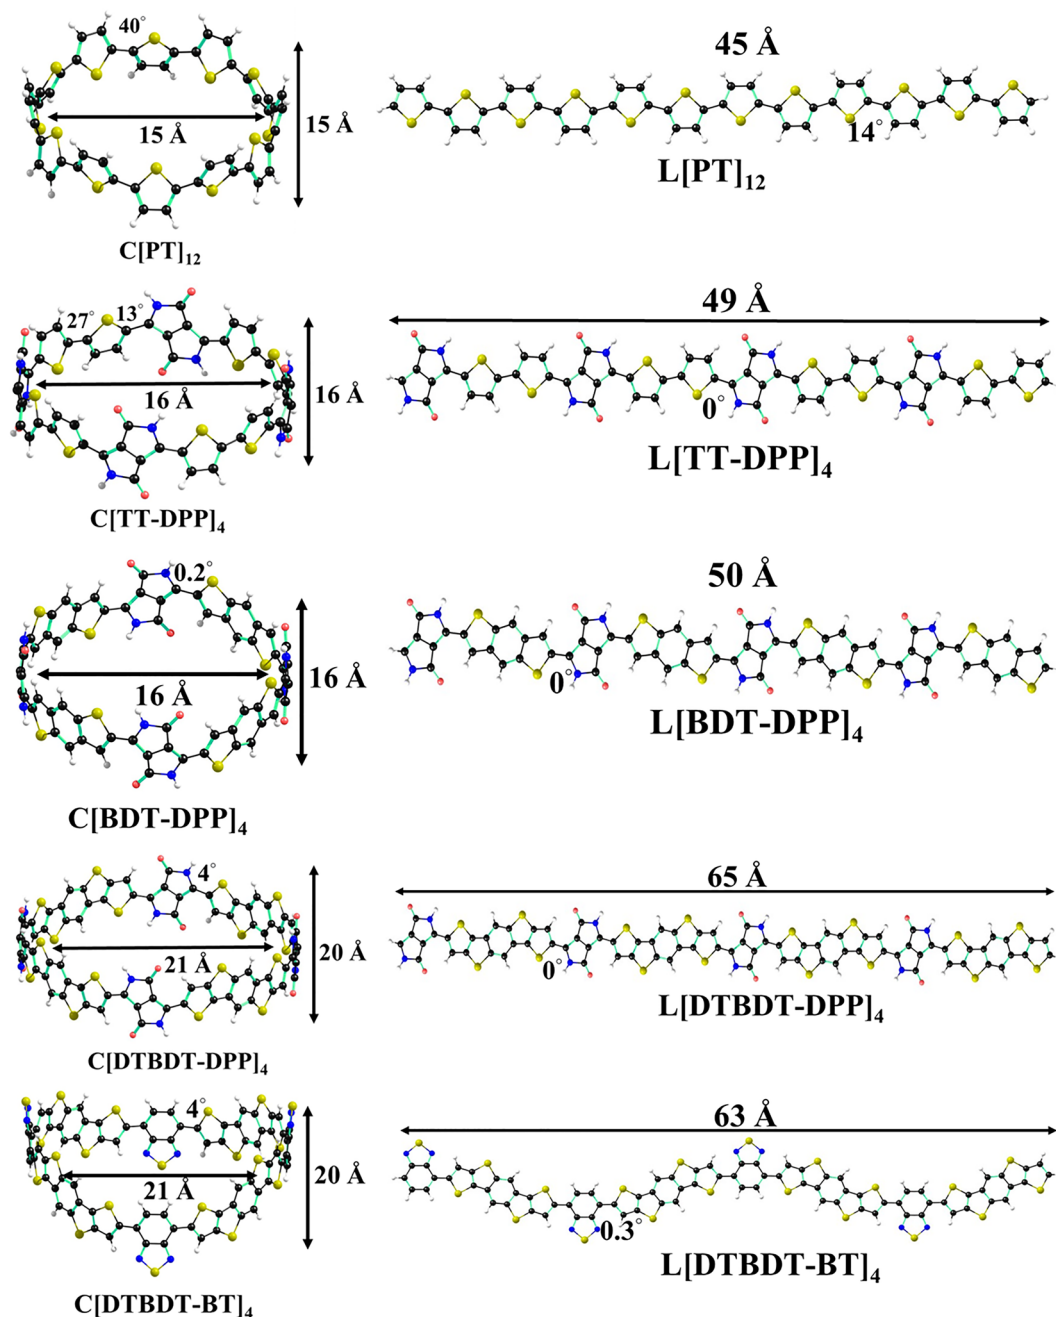 40°
15 Å
15 Å
C[PT]₁₂
45 Å
14°
L[PT]₁₂
27°
13°
16 Å
16 Å
C[TT-DPP]₄
49 Å
0°
L[TT-DPP]₄
0.2°
16 Å
16 Å
C[BDT-DPP]₄
50 Å
0°
L[BDT-DPP]₄
4°
21 Å
20 Å
C[DTBDT-DPP]₄
65 Å
0°
L[DTBDT-DPP]₄
4°
21 Å
20 Å
C[DTBDT-BT]₄
63 Å
0.3°
L[DTBDT-BT]₄